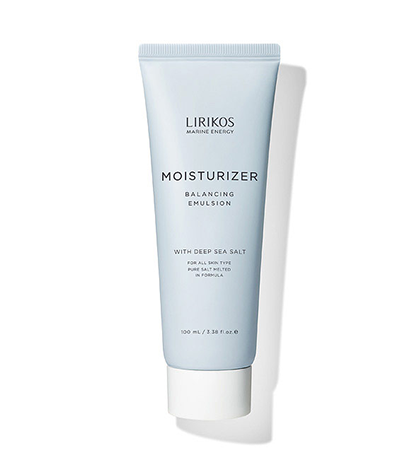 LIRIKOS
MARINE ENERGY
MOISTURIZER
BALANCING
EMULSION
WITH DEEP SEA SALT
FOR ALL SKIN TYPE
PURE SALT MELTED
IN FORMULA
100 mL / 3.38 fl oz.e